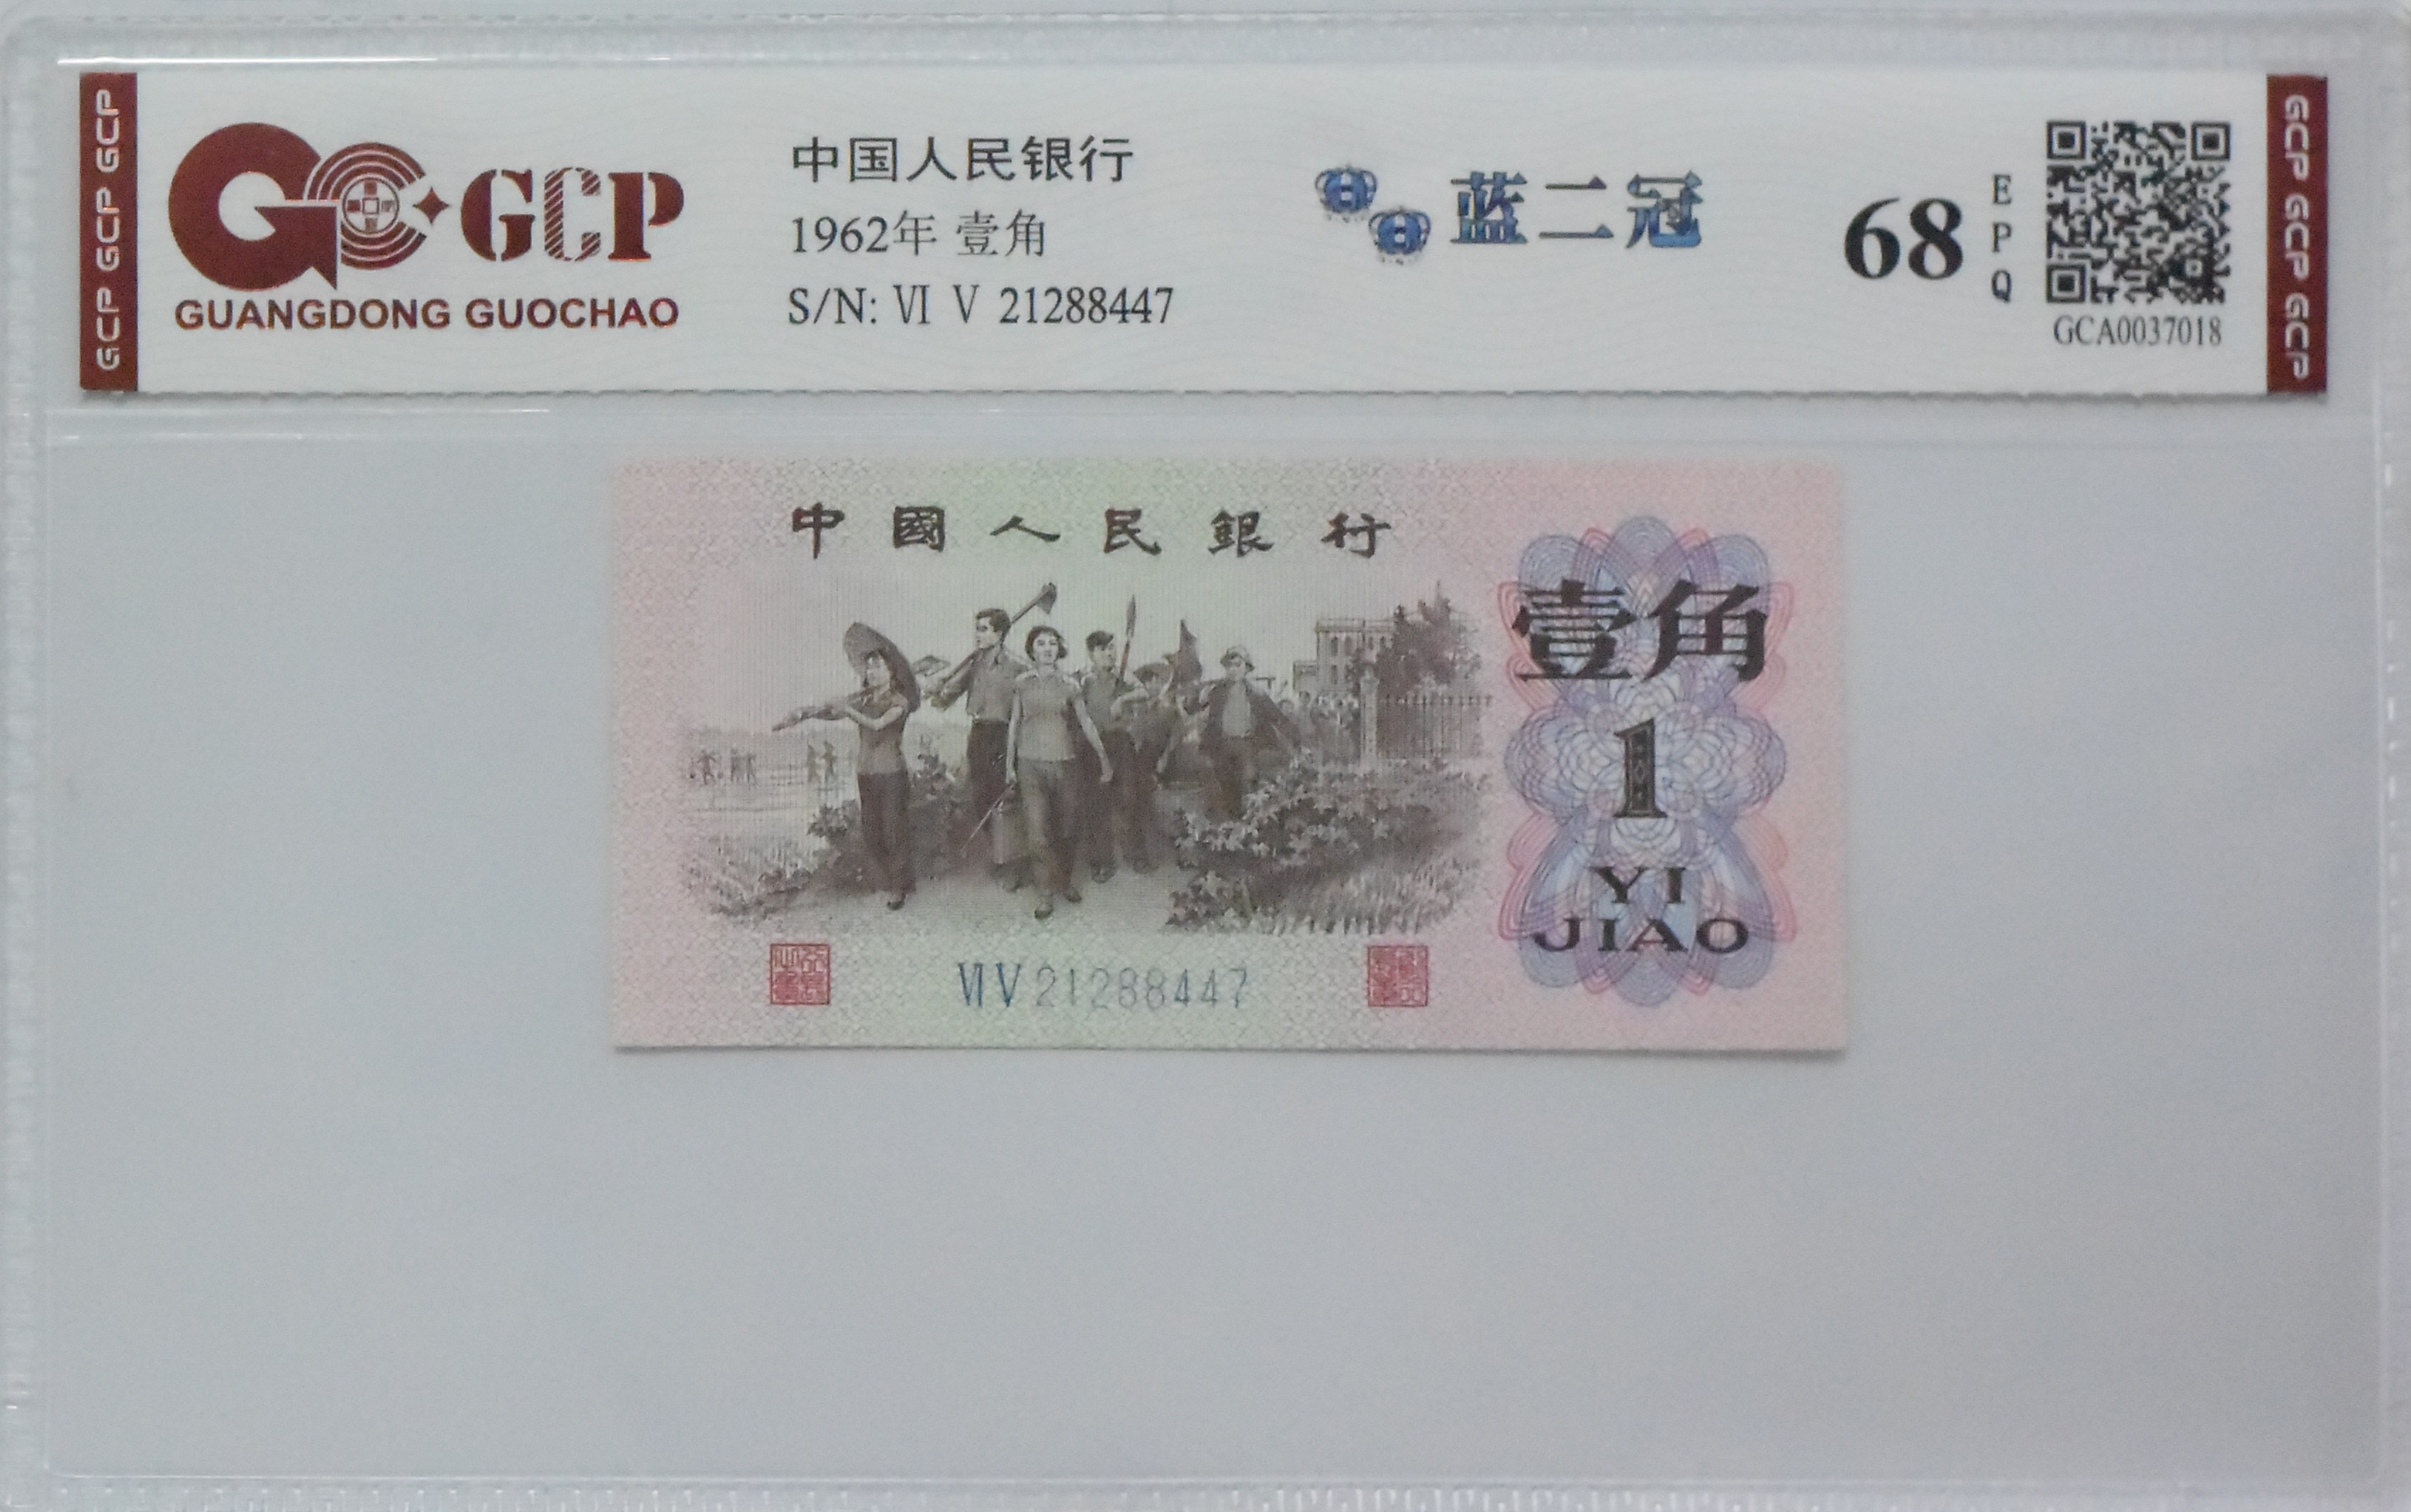 GCP GCP GCP
GCP
GUANGDONG GUOCHAO
中国人民银行
1962年 壹角
S/N: Ⅵ Ⅴ 21288447
蓝二冠
68
EPQ
GCA0037018
GCP GCP GCP
中國人民銀行
壹角
1
YI
JIAO
ⅥⅤ21288447